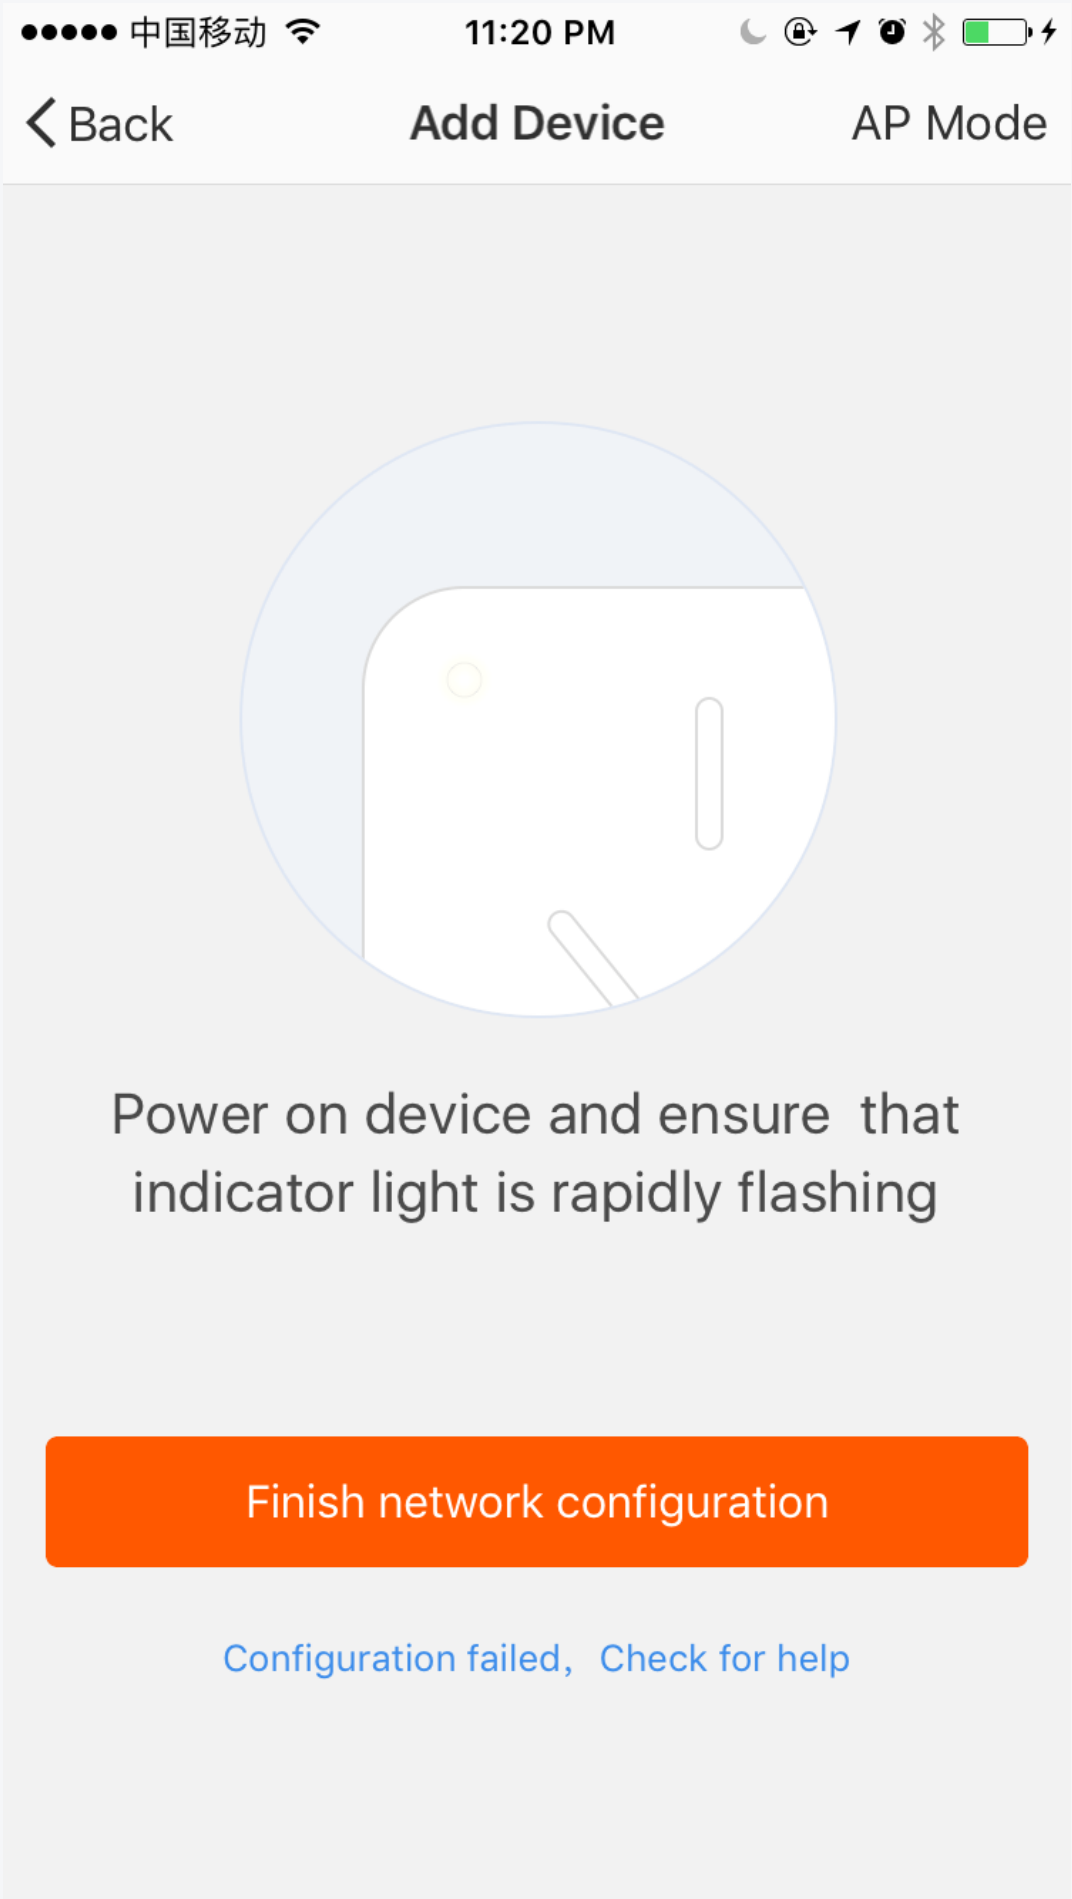 中国移动 11:20 PM
Back Add Device AP Mode
Power on device and ensure  that
indicator light is rapidly flashing
Finish network configuration
Configuration failed，Check for help